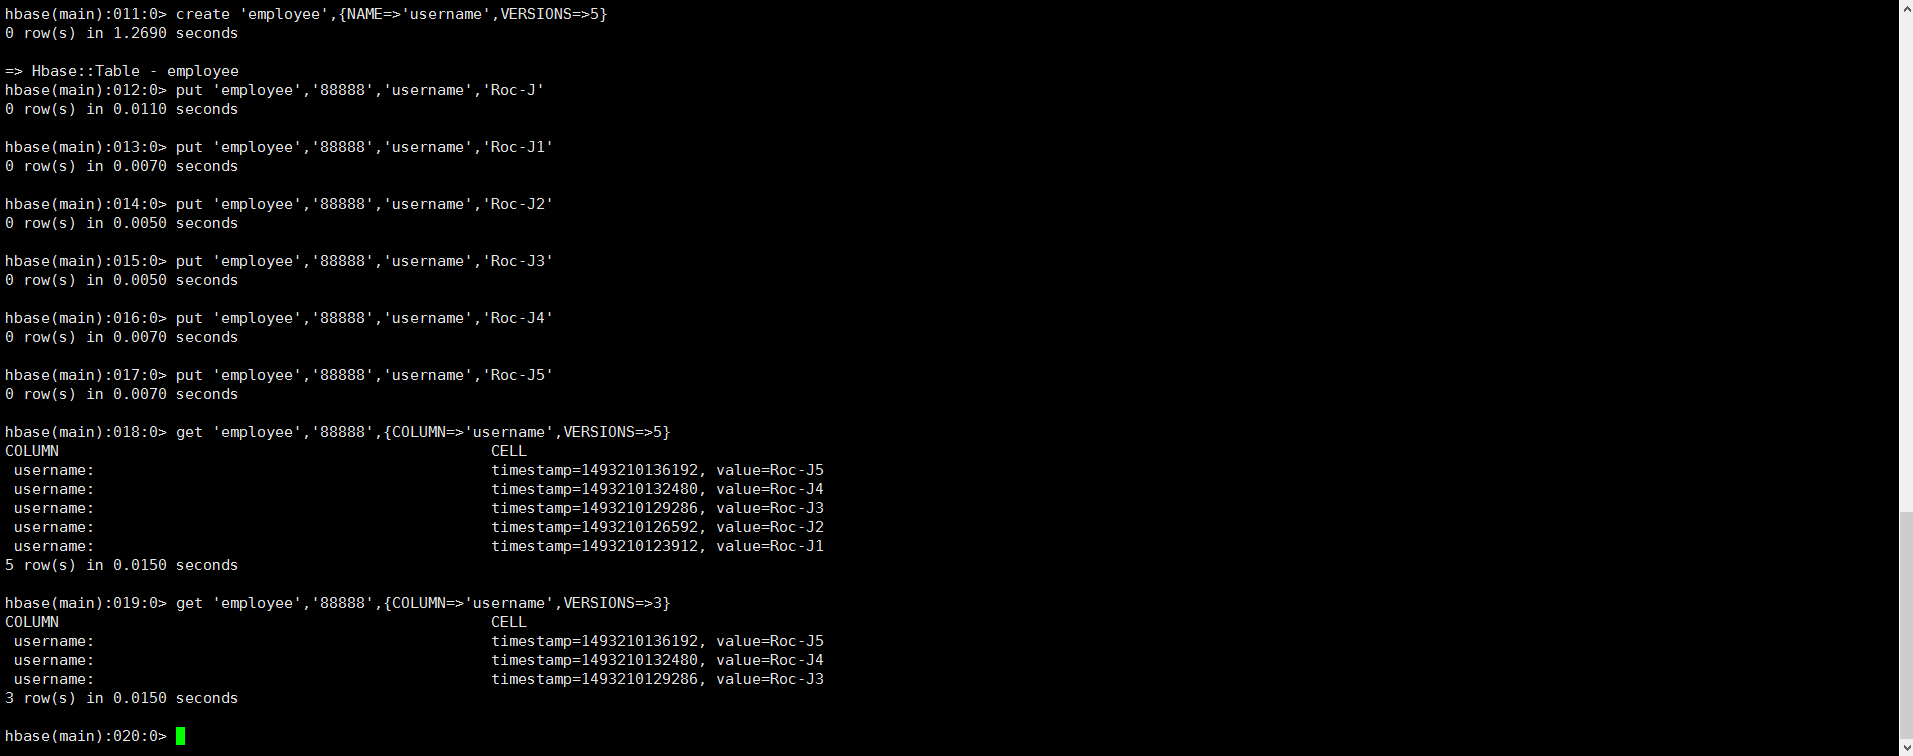 hbase(main):011:0> create 'employee',{NAME=>'username',VERSIONS=>5}
0 row(s) in 1.2690 seconds
=> Hbase::Table - employee
hbase(main):012:0> put 'employee','88888','username','Roc-J'
0 row(s) in 0.0110 seconds
hbase(main):013:0> put 'employee','88888','username','Roc-J1'
0 row(s) in 0.0070 seconds
hbase(main):014:0> put 'employee','88888','username','Roc-J2'
0 row(s) in 0.0050 seconds
hbase(main):015:0> put 'employee','88888','username','Roc-J3'
0 row(s) in 0.0050 seconds
hbase(main):016:0> put 'employee','88888','username','Roc-J4'
0 row(s) in 0.0070 seconds
hbase(main):017:0> put 'employee','88888','username','Roc-J5'
0 row(s) in 0.0070 seconds
hbase(main):018:0> get 'employee','88888',{COLUMN=>'username',VERSIONS=>5}
COLUMN CELL
username: timestamp=1493210136192, value=Roc-J5
username: timestamp=1493210132480, value=Roc-J4
username: timestamp=1493210129286, value=Roc-J3
username: timestamp=1493210126592, value=Roc-J2
username: timestamp=1493210123912, value=Roc-J1
5 row(s) in 0.0150 seconds
hbase(main):019:0> get 'employee','88888',{COLUMN=>'username',VERSIONS=>3}
COLUMN CELL
username: timestamp=1493210136192, value=Roc-J5
username: timestamp=1493210132480, value=Roc-J4
username: timestamp=1493210129286, value=Roc-J3
3 row(s) in 0.0150 seconds
hbase(main):020:0>